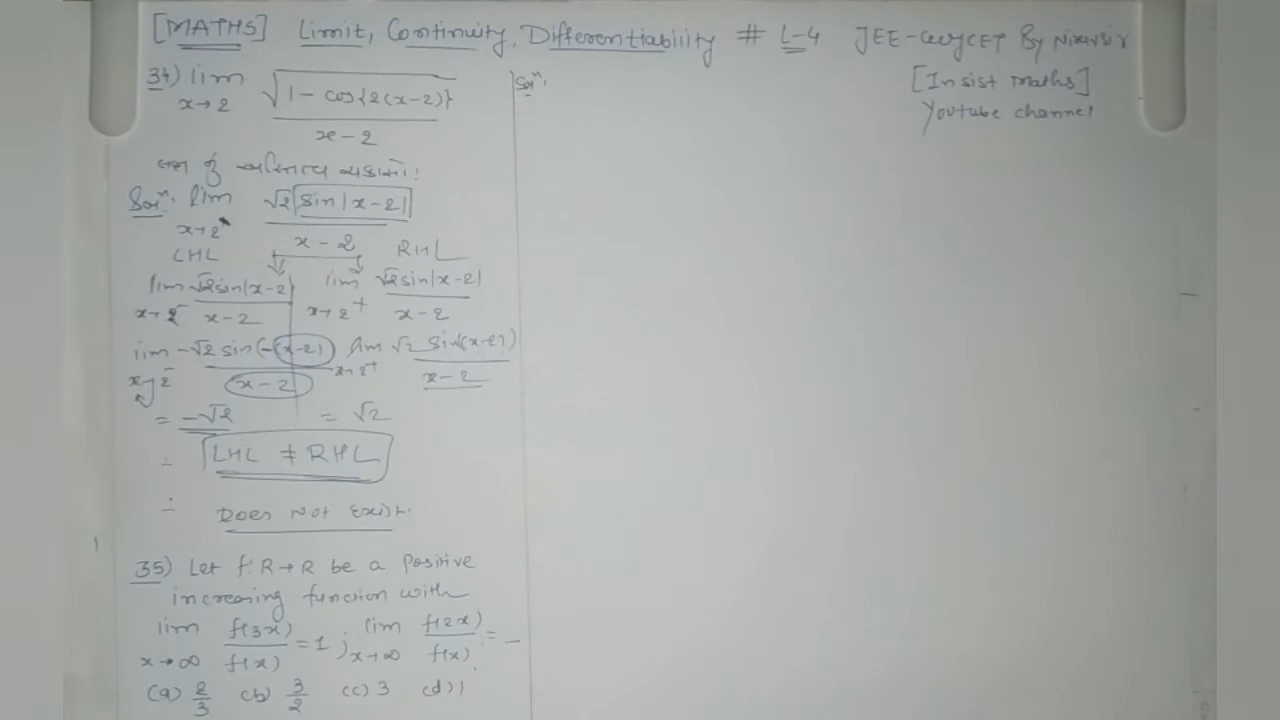 [MATHS] Limit, Continuity, Differentiability # L-4 JEE-GUJCET By Niravsir
[Insist maths]
Youtube channel
34) lim x→2 √(1 - cos{2(x-2)}) / (x - 2)
Solⁿ. lim x→2 √2 |sin|x-2|| / (x - 2)
LHL RHL
lim x→2⁻ √2 sin|x-2| / (x-2) lim x→2⁺ √2 sin|x-2| / (x-2)
lim x→2⁻ -√2 sin(-(x-2)) / (x-2) lim x→2⁺ √2 sin(x-2) / (x-2)
= -√2 = √2
∴ LHL ≠ RHL
∴ Does Not Exist.
35) Let f: R→R be a positive
increasing function with
lim x→∞ f(3x)/f(x) = 1 ; lim x→∞ f(2x)/f(x) = —
(a) 2/3 (b) 3/2 (c) 3 (d) 1
Solⁿ.